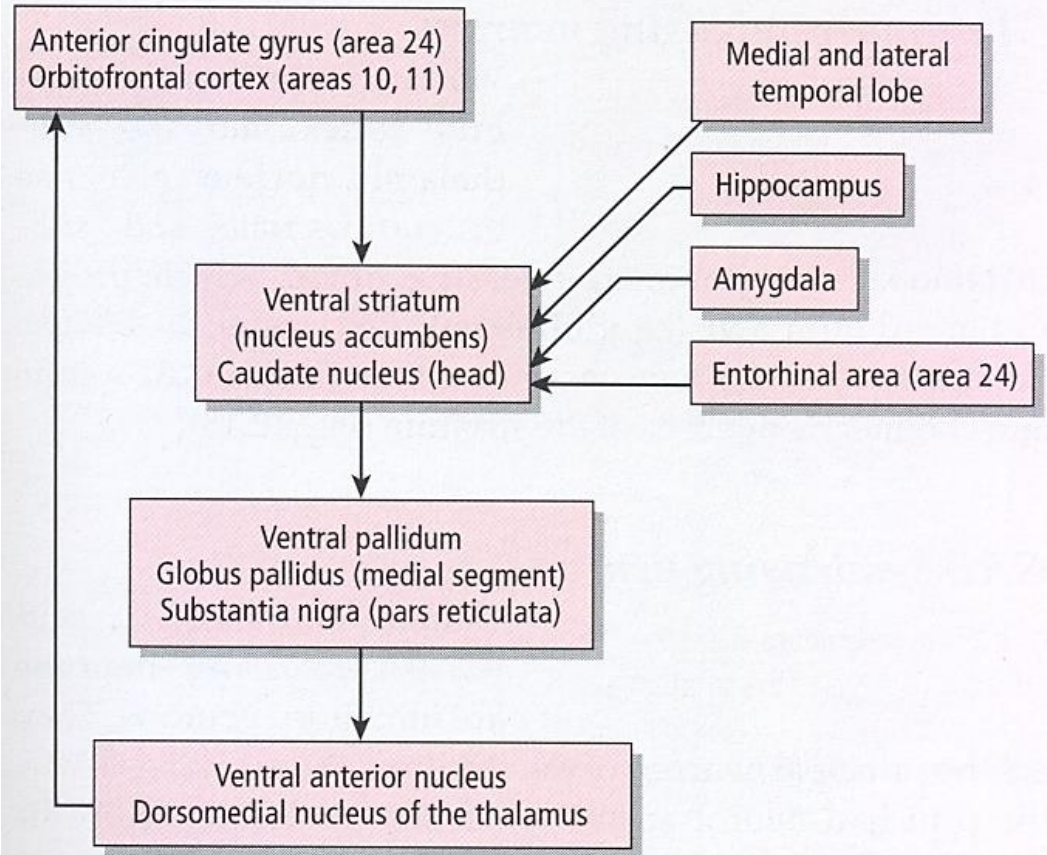 Anterior cingulate gyrus (area 24)
Orbitofrontal cortex (areas 10, 11)
Medial and lateral
temporal lobe
Hippocampus
Amygdala
Ventral striatum
(nucleus accumbens)
Caudate nucleus (head)
Entorhinal area (area 24)
Ventral pallidum
Globus pallidus (medial segment)
Substantia nigra (pars reticulata)
Ventral anterior nucleus
Dorsomedial nucleus of the thalamus